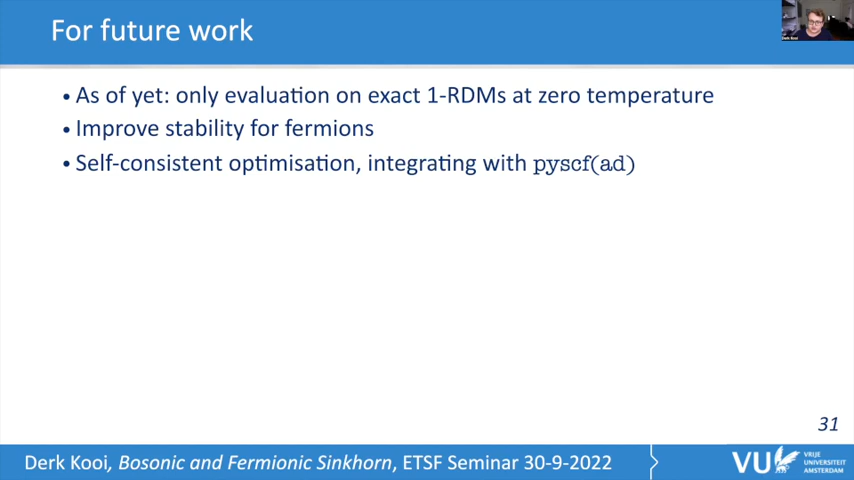 For future work
Derk Kooi
• As of yet: only evaluation on exact 1-RDMs at zero temperature
• Improve stability for fermions
• Self-consistent optimisation, integrating with pyscf(ad)
31
Derk Kooi, Bosonic and Fermionic Sinkhorn, ETSF Seminar 30-9-2022
VU
VRIJE
UNIVERSITEIT
AMSTERDAM